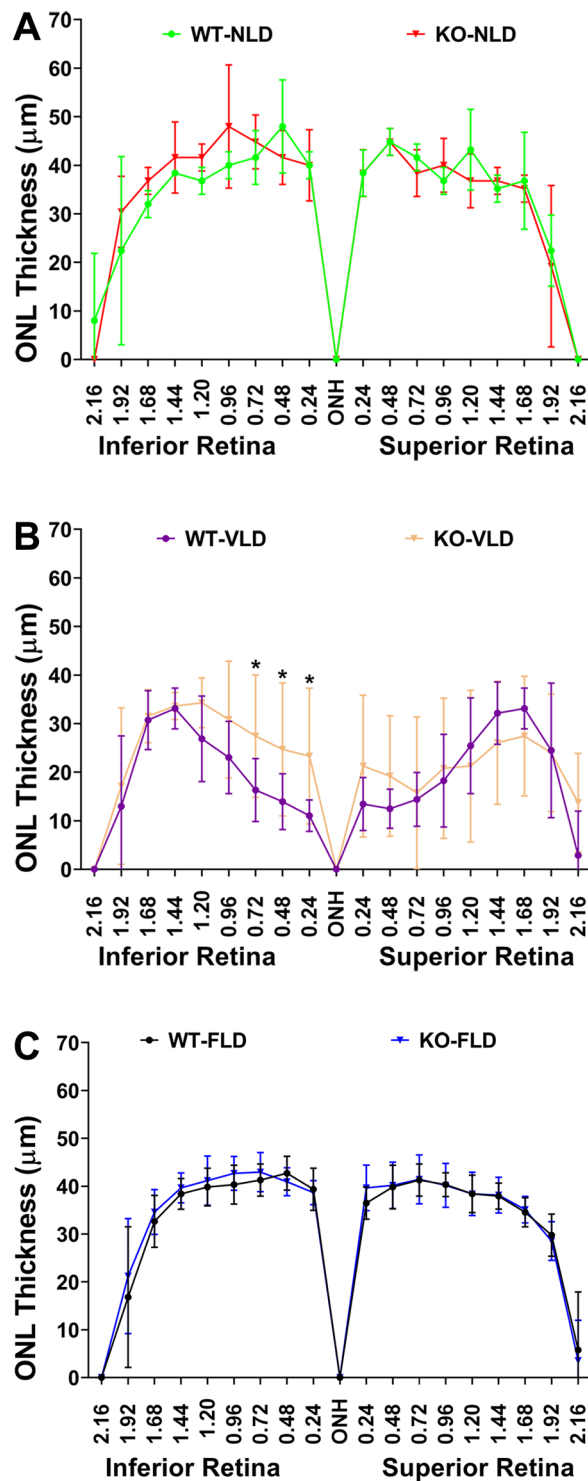 A
WT-NLD KO-NLD
70
60
50
40
30
20
10
0
ONL Thickness (μm)
2.16 1.92 1.68 1.44 1.20 0.96 0.72 0.48 0.24 ONH 0.24 0.48 0.72 0.96 1.20 1.44 1.68 1.92 2.16
Inferior Retina Superior Retina
B
WT-VLD KO-VLD
70
60
50
40
30
20
10
0
ONL Thickness (μm)
* * *
2.16 1.92 1.68 1.44 1.20 0.96 0.72 0.48 0.24 ONH 0.24 0.48 0.72 0.96 1.20 1.44 1.68 1.92 2.16
Inferior Retina Superior Retina
C
WT-FLD KO-FLD
70
60
50
40
30
20
10
0
ONL Thickness (μm)
2.16 1.92 1.68 1.44 1.20 0.96 0.72 0.48 0.24 ONH 0.24 0.48 0.72 0.96 1.20 1.44 1.68 1.92 2.16
Inferior Retina Superior Retina